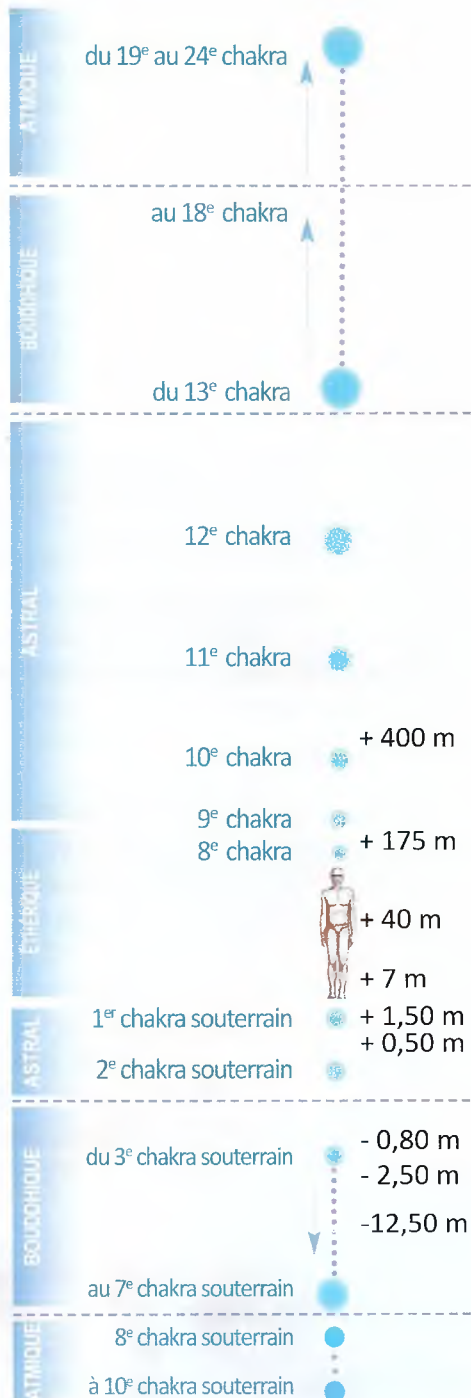 ATMIQUE
du 19e au 24e chakra
BOUDDHIQUE
au 18e chakra
du 13e chakra
ASTRAL
12e chakra
11e chakra
+ 400 m
10e chakra
9e chakra
ÉTHÉRIQUE
+ 175 m
8e chakra
+ 40 m
+ 7 m
ASTRAL
1er chakra souterrain
+ 1,50 m
+ 0,50 m
2e chakra souterrain
BOUDDHIQUE
- 0,80 m
du 3e chakra souterrain
- 2,50 m
-12,50 m
au 7e chakra souterrain
ATMIQUE
8e chakra souterrain
à 10e chakra souterrain